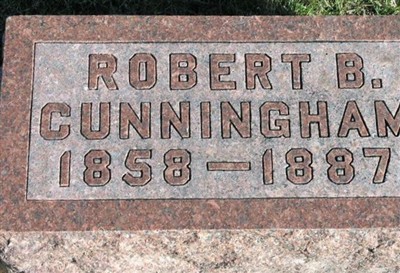 ROBERT B.
CUNNINGHAM
1858 — 1887